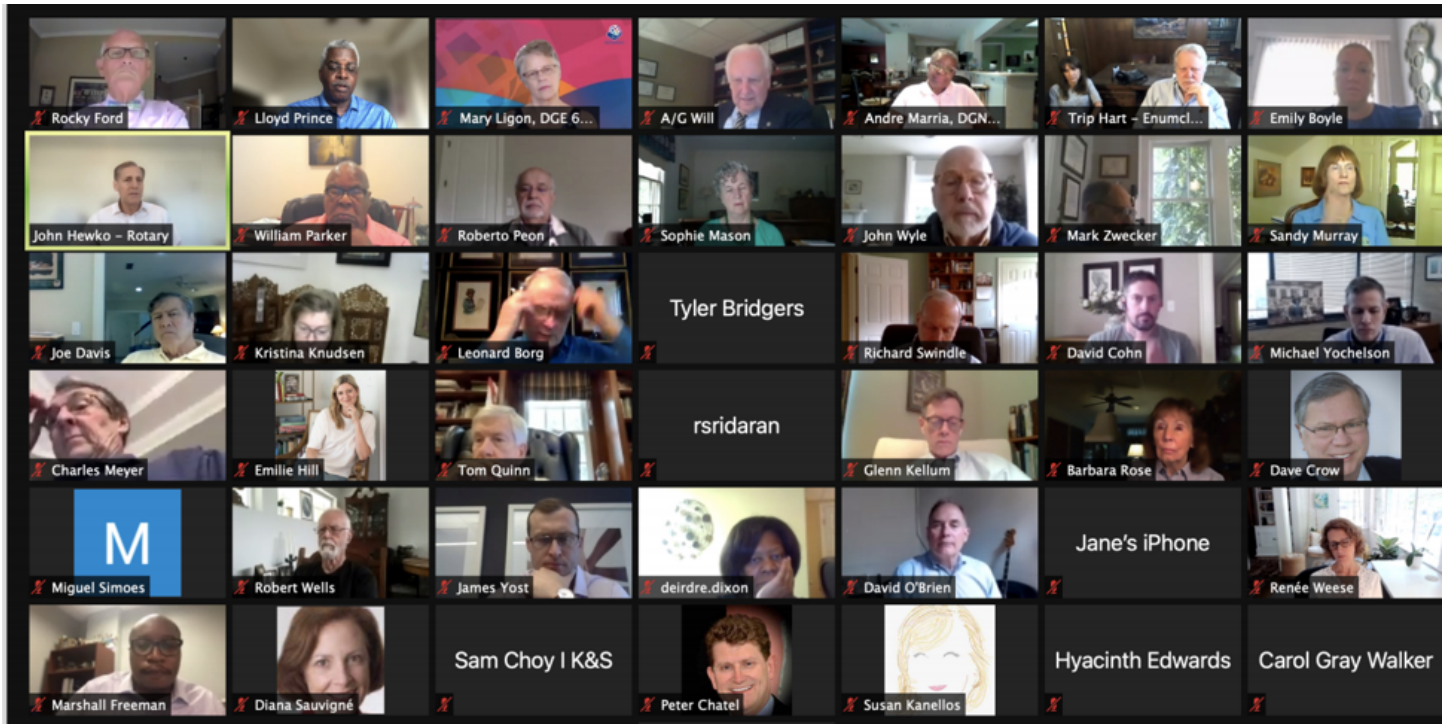 Rocky Ford
Lloyd Prince
Mary Ligon, DGE 6...
A/G Will
Andre Marria, DGN...
Trip Hart – Enumcl...
Emily Boyle
John Hewko – Rotary
William Parker
Roberto Peon
Sophie Mason
John Wyle
Mark Zwecker
Sandy Murray
Joe Davis
Kristina Knudsen
Leonard Borg
Tyler Bridgers
Richard Swindle
David Cohn
Michael Yochelson
Charles Meyer
Emilie Hill
Tom Quinn
rsridaran
Glenn Kellum
Barbara Rose
Dave Crow
M
Miguel Simoes
Robert Wells
James Yost
deirdre.dixon
David O'Brien
Jane's iPhone
Renée Weese
Marshall Freeman
Diana Sauvigné
Sam Choy I K&S
Peter Chatel
Susan Kanellos
Hyacinth Edwards
Carol Gray Walker